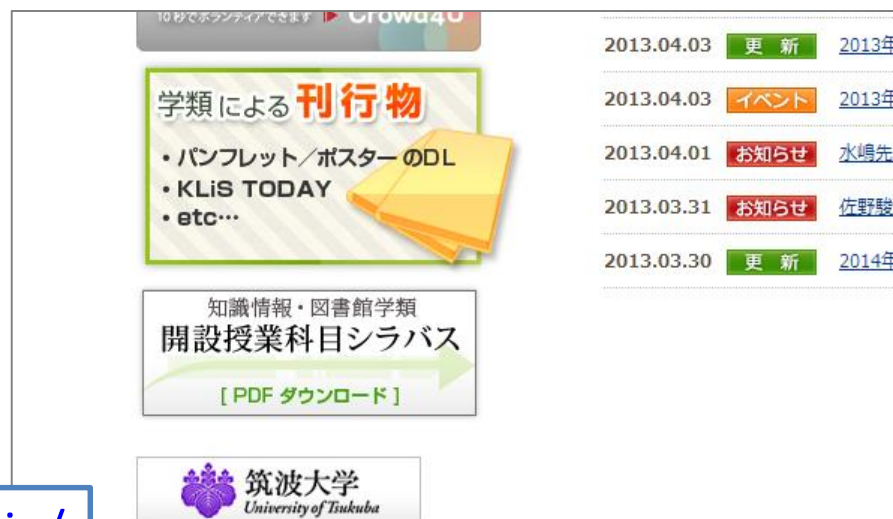 10秒でボランティアできます ▶ Crowd4U
学類による刊行物
・パンフレット／ポスターのDL
・KLiS TODAY
・etc…
知識情報・図書館学類
開設授業科目シラバス
[ PDF ダウンロード ]
筑波大学
University of Tsukuba
2013.04.03 更 新 2013年
2013.04.03 イベント 2013年
2013.04.01 お知らせ 水嶋先
2013.03.31 お知らせ 佐野駿
2013.03.30 更 新 2014年